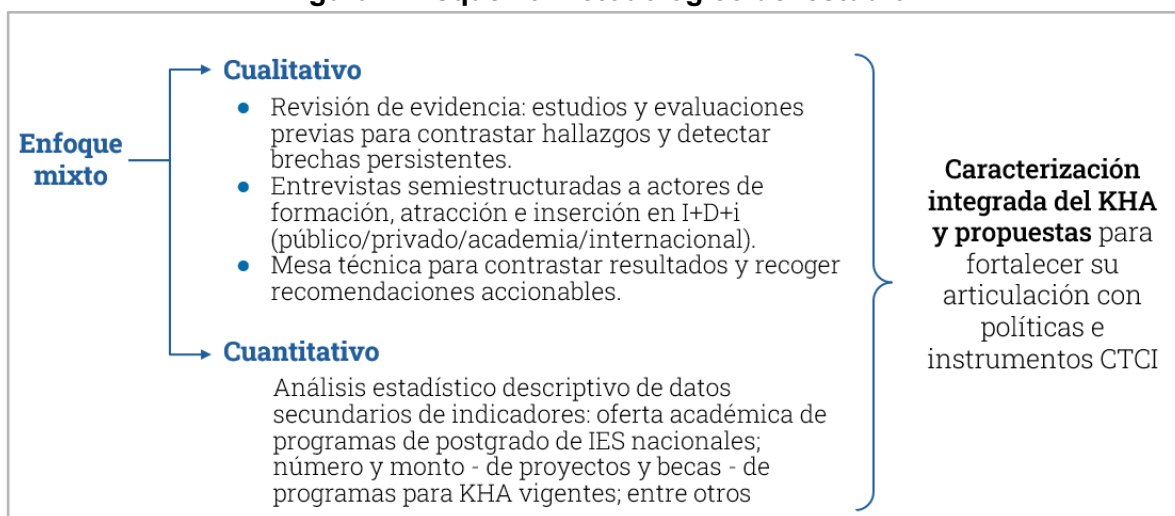 Enfoque
mixto
Cualitativo
● Revisión de evidencia: estudios y evaluaciones
previas para contrastar hallazgos y detectar
brechas persistentes.
● Entrevistas semiestructuradas a actores de
formación, atracción e inserción en I+D+i
(público/privado/academia/internacional).
● Mesa técnica para contrastar resultados y recoger
recomendaciones accionables.
Cuantitativo
Análisis estadístico descriptivo de datos
secundarios de indicadores: oferta académica de
programas de postgrado de IES nacionales;
número y monto - de proyectos y becas - de
programas para KHA vigentes; entre otros
Caracterización
integrada del KHA
y propuestas para
fortalecer su
articulación con
políticas e
instrumentos CTCI